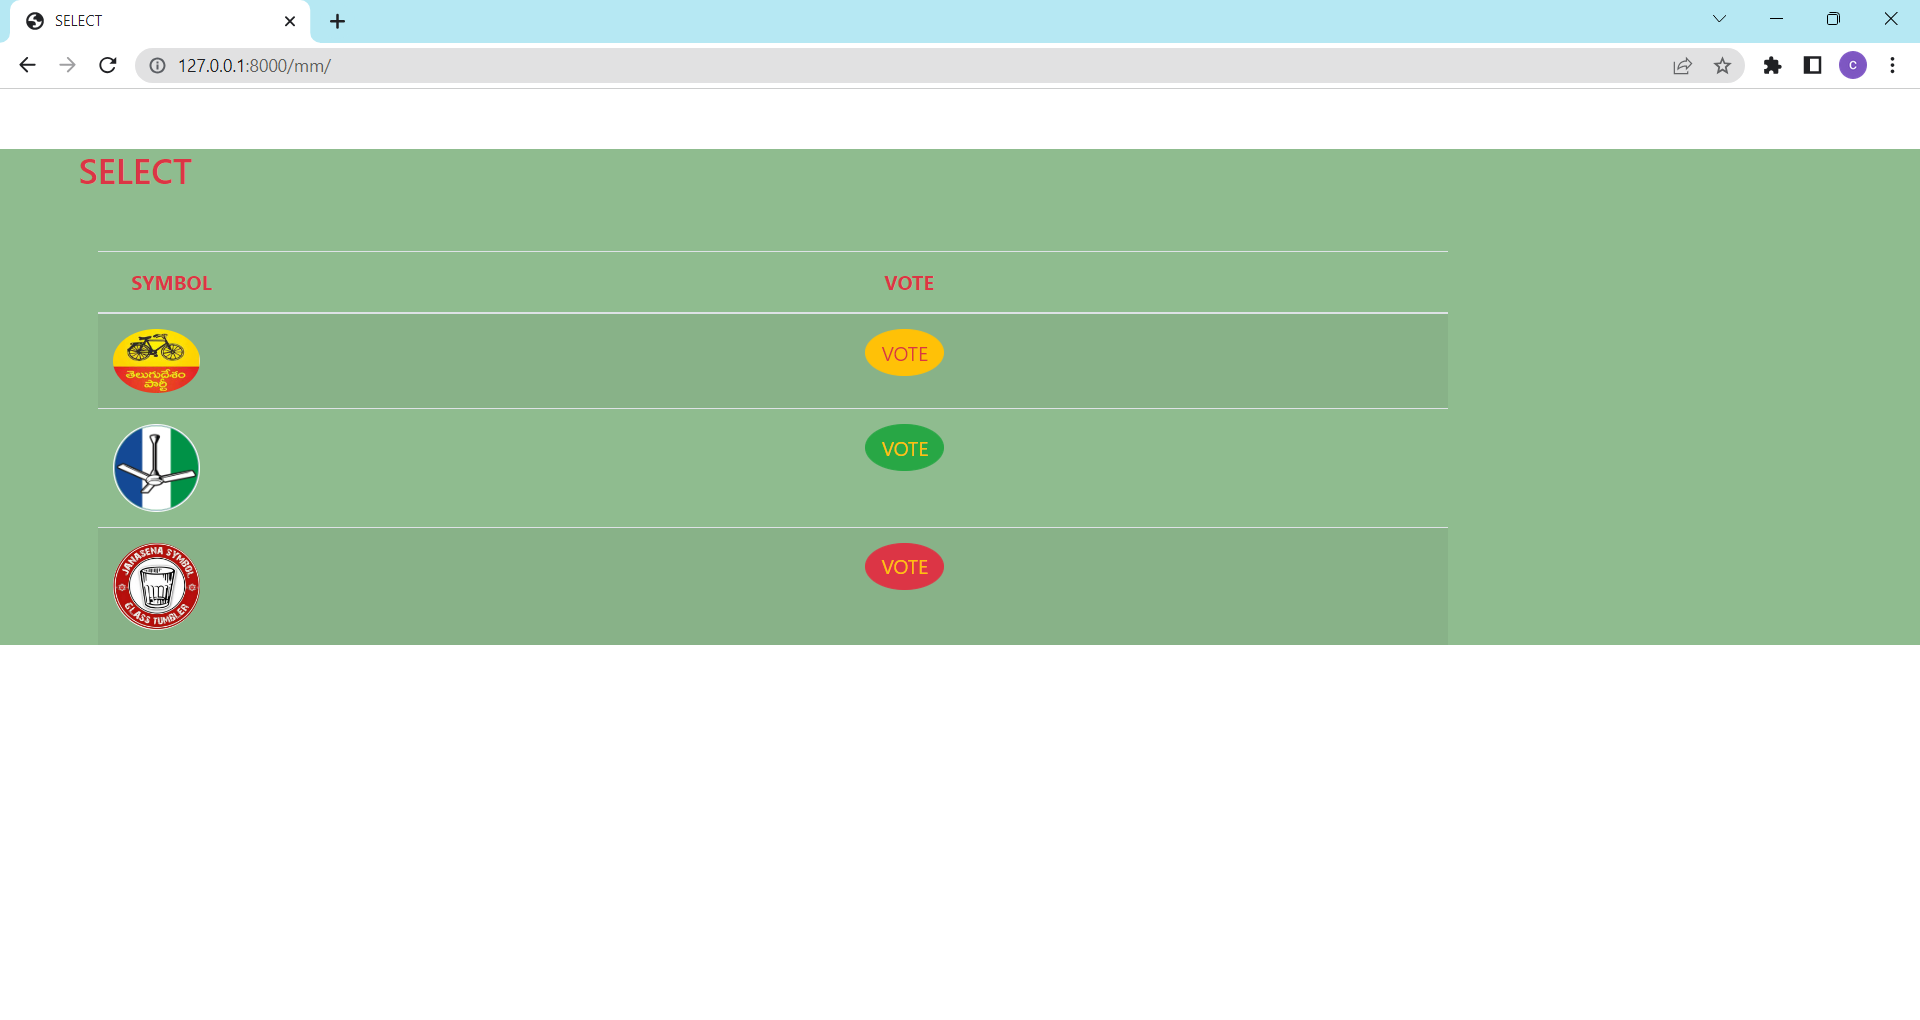 SELECT
127.0.0.1:8000/mm/
C
SELECT
SYMBOL VOTE
తెలుగుదేశం
పార్టీ
VOTE
VOTE
JANASENA SYMBOL
GLASS TUMBLER
VOTE